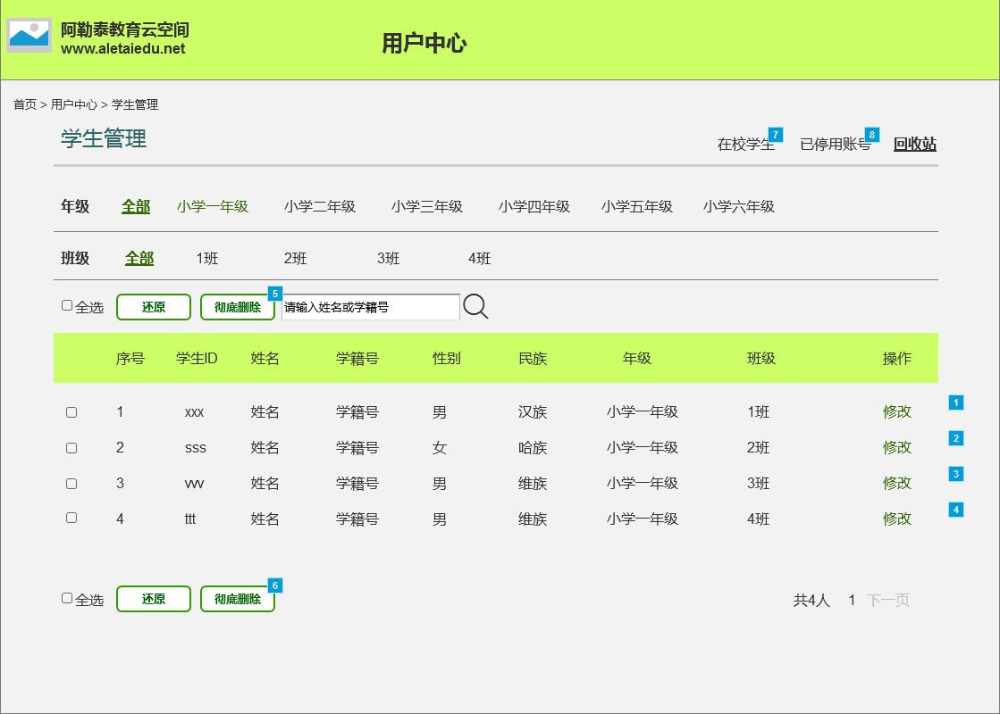 阿勒泰教育云空间
www.aletaiedu.net
用户中心
首页 > 用户中心 > 学生管理
学生管理
在校学生 7 已停用账号 8 回收站
年级 全部 小学一年级 小学二年级 小学三年级 小学四年级 小学五年级 小学六年级
班级 全部 1班 2班 3班 4班
全选 还原 彻底删除 5 请输入姓名或学籍号
序号 学生ID 姓名 学籍号 性别 民族 年级 班级 操作
1 xxx 姓名 学籍号 男 汉族 小学一年级 1班 修改 1
2 sss 姓名 学籍号 女 哈族 小学一年级 2班 修改 2
3 vvv 姓名 学籍号 男 维族 小学一年级 3班 修改 3
4 ttt 姓名 学籍号 男 维族 小学一年级 4班 修改 4
全选 还原 彻底删除 6 共4人 1 下一页